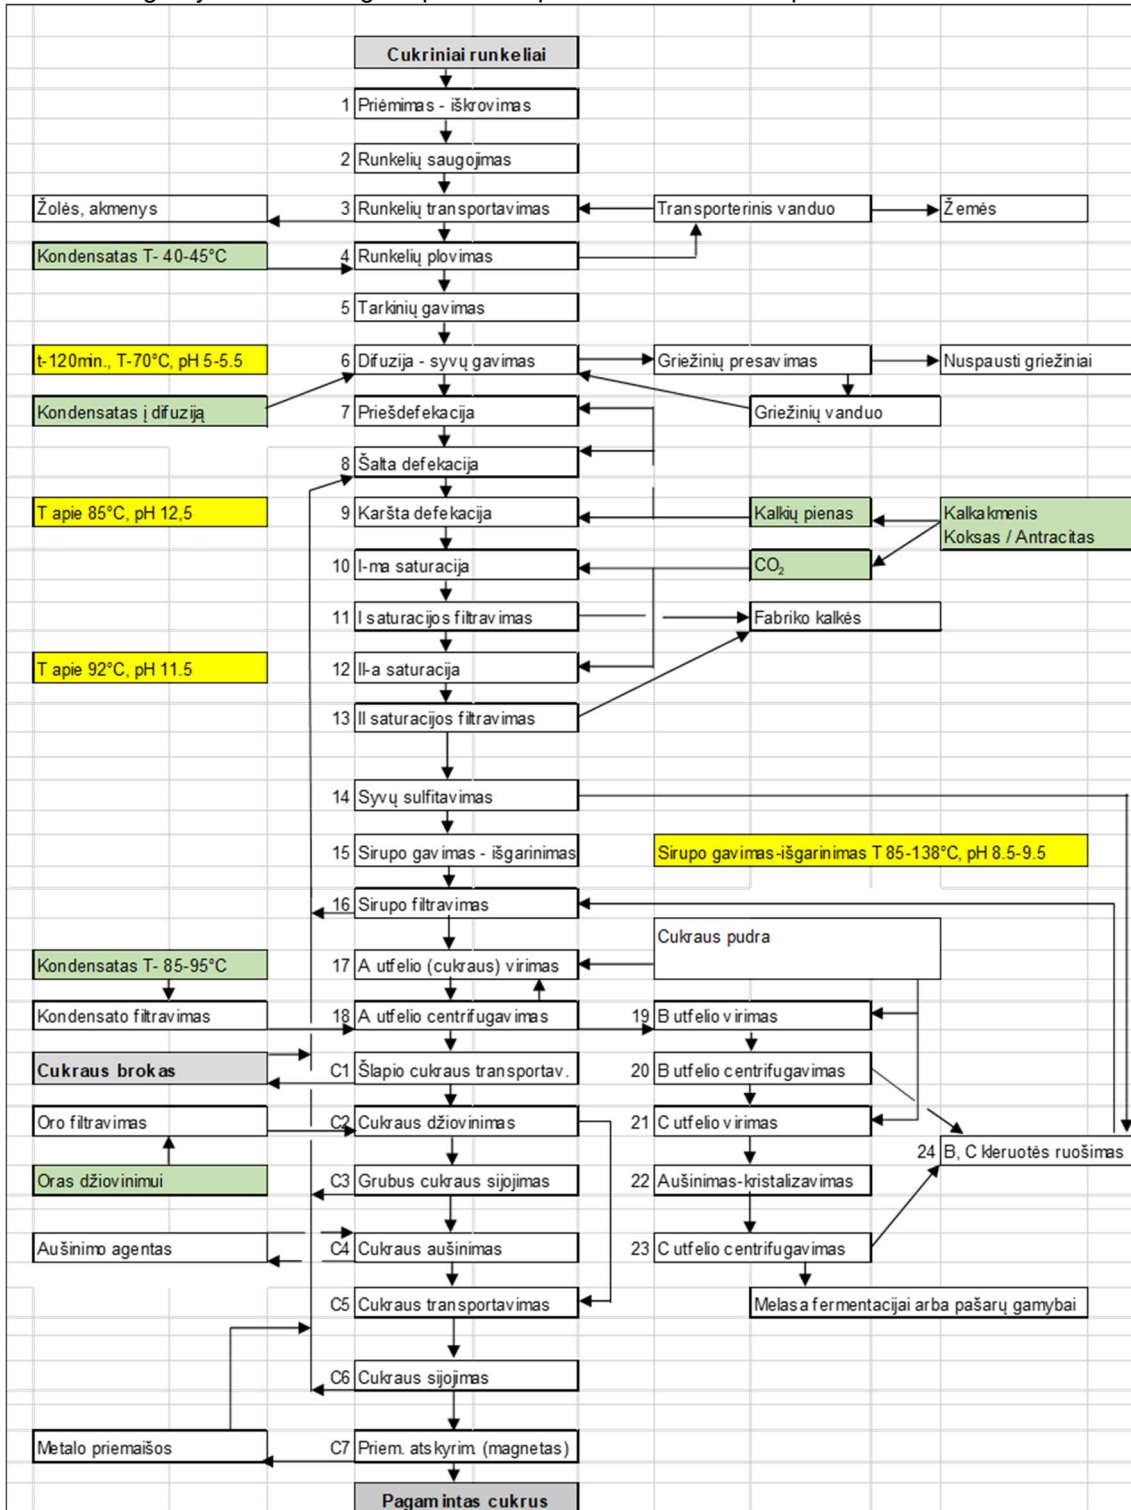 Cukriniai runkeliai
1 Priėmimas - iškrovimas
2 Runkelių saugojimas
Žolės, akmenys
3 Runkelių transportavimas
Transporterinis vanduo
Žemės
Kondensatas T- 40-45°C
4 Runkelių plovimas
5 Tarkinių gavimas
t-120min., T-70°C, pH 5-5.5
6 Difuzija - syvų gavimas
Griežinių presavimas
Nuspausti griežiniai
Kondensatas į difuziją
7 Priešdefekacija
Griežinių vanduo
8 Šalta defekacija
T apie 85°C, pH 12,5
9 Karšta defekacija
Kalkių pienas
Kalkakmenis
Koksas / Antracitas
10 I-ma saturacija
CO₂
11 I saturacijos filtravimas
Fabriko kalkės
T apie 92°C, pH 11.5
12 II-a saturacija
13 II saturacijos filtravimas
14 Syvų sulfitavimas
15 Sirupo gavimas - išgarinimas
Sirupo gavimas-išgarinimas T 85-138°C, pH 8.5-9.5
16 Sirupo filtravimas
Cukraus pudra
Kondensatas T- 85-95°C
17 A utfelio (cukraus) virimas
Kondensato filtravimas
18 A utfelio centrifugavimas
19 B utfelio virimas
Cukraus brokas
C1 Šlapio cukraus transportav.
20 B utfelio centrifugavimas
Oro filtravimas
C2 Cukraus džiovinimas
21 C utfelio virimas
24 B, C kleruotės ruošimas
Oras džiovinimui
C3 Grubus cukraus sijojimas
22 Aušinimas-kristalizavimas
Aušinimo agentas
C4 Cukraus aušinimas
23 C utfelio centrifugavimas
C5 Cukraus transportavimas
Melasa fermentacijai arba pašarų gamybai
C6 Cukraus sijojimas
Metalo priemaišos
C7 Priem. atskyrim. (magnetas)
Pagamintas cukrus